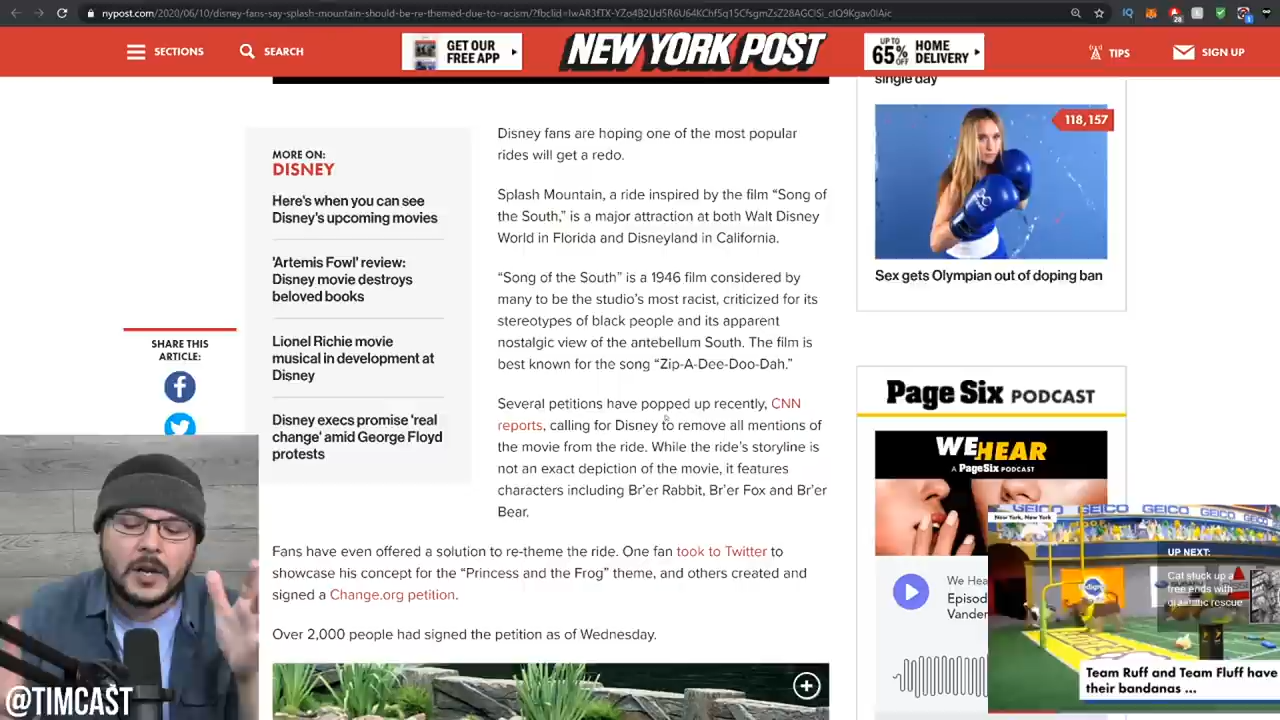 nypost.com/2020/06/10/disney-fans-say-splash-mountain-should-be-re-themed-due-to-racism/
SECTIONS
SEARCH
GET OUR
FREE APP
NEW YORK POST
UP TO
65% OFF
HOME
DELIVERY
TIPS
SIGN UP
single day
118,157
Sex gets Olympian out of doping ban
MORE ON:
DISNEY
Here's when you can see
Disney's upcoming movies
'Artemis Fowl' review:
Disney movie destroys
beloved books
Lionel Richie movie
musical in development at
Disney
Disney execs promise 'real
change' amid George Floyd
protests
SHARE THIS
ARTICLE:
Disney fans are hoping one of the most popular
rides will get a redo.
Splash Mountain, a ride inspired by the film “Song of
the South,” is a major attraction at both Walt Disney
World in Florida and Disneyland in California.
“Song of the South” is a 1946 film considered by
many to be the studio’s most racist, criticized for its
stereotypes of black people and its apparent
nostalgic view of the antebellum South. The film is
best known for the song “Zip-A-Dee-Doo-Dah.”
Several petitions have popped up recently, CNN
reports, calling for Disney to remove all mentions of
the movie from the ride. While the ride’s storyline is
not an exact depiction of the movie, it features
characters including Br’er Rabbit, Br’er Fox and Br’er
Bear.
Fans have even offered a solution to re-theme the ride. One fan took to Twitter to
showcase his concept for the “Princess and the Frog” theme, and others created and
signed a Change.org petition.
Over 2,000 people had signed the petition as of Wednesday.
Page Six PODCAST
WE HEAR
A PageSix PODCAST
We Hea
Episod
Vander
New York, New York
GEICO GEICO GEICO GEICO
UP NEXT:
Cat stuck up a
tree ends with
rescue
Team Ruff and Team Fluff have
their bandanas ...
@TIMCAST